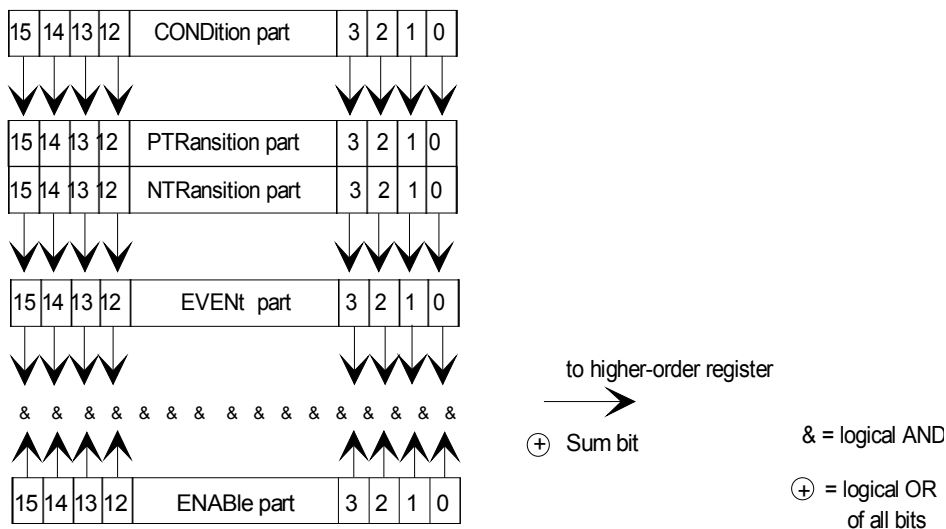 15 14 13 12 CONDition part 3 2 1 0
15 14 13 12 PTRansition part 3 2 1 0
15 14 13 12 NTRansition part 3 2 1 0
15 14 13 12 EVENt part 3 2 1 0
to higher-order register
& & & & & & & & & & & & & & & &
+ Sum bit
& = logical AND
15 14 13 12 ENABle part 3 2 1 0
+ = logical OR
of all bits